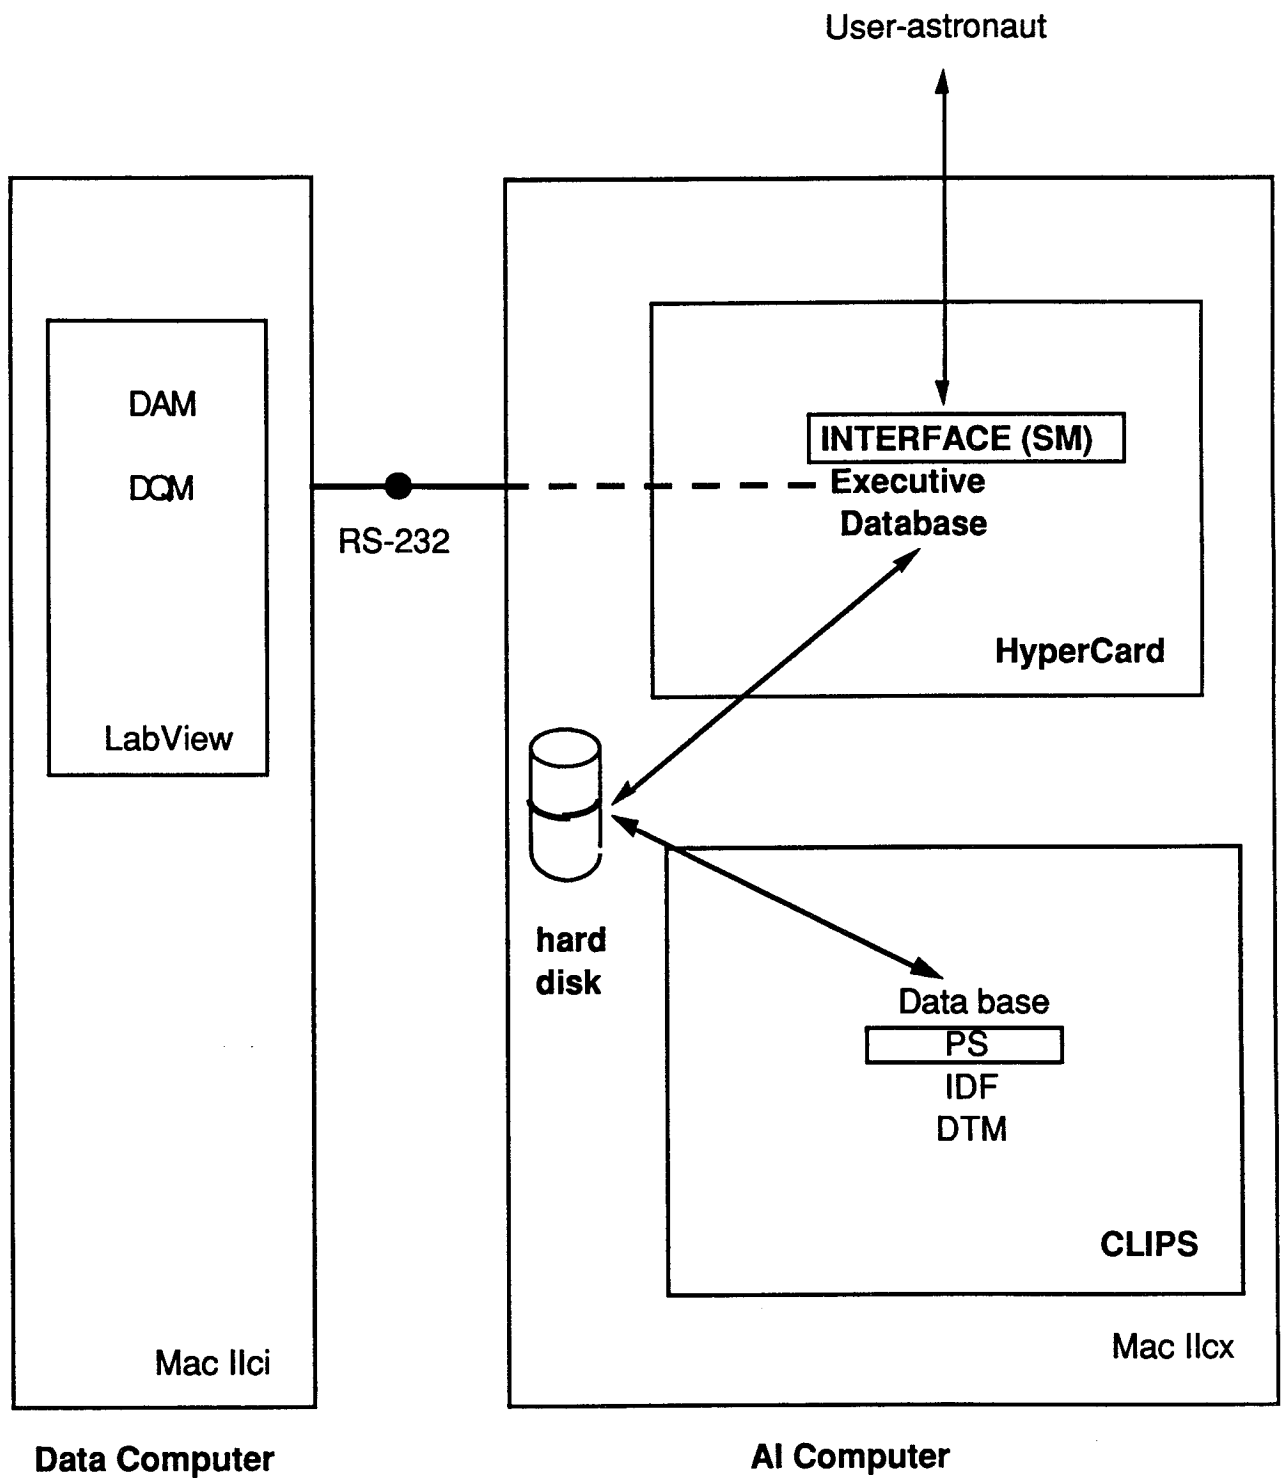 User-astronaut
DAM
DQM
LabView
Mac IIci
Data Computer
RS-232
INTERFACE (SM)
Executive
Database
HyperCard
hard
disk
Data base
PS
IDF
DTM
CLIPS
Mac IIcx
AI Computer